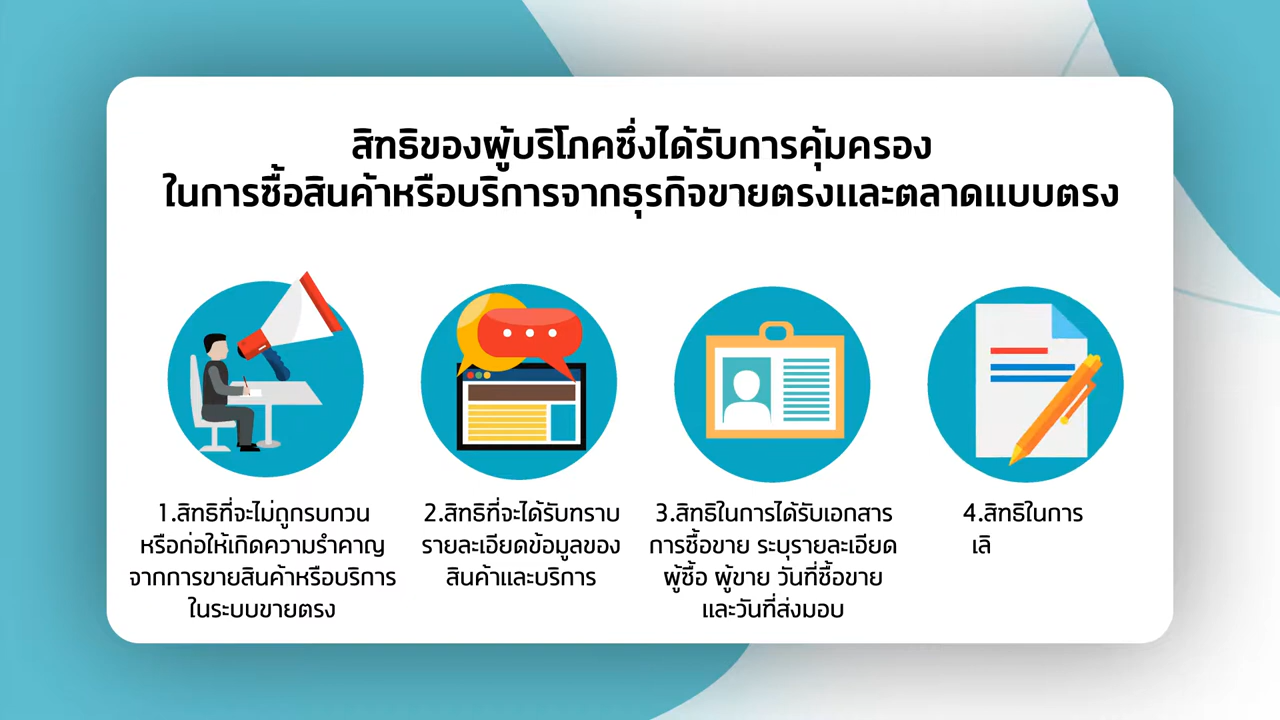 สิทธิของผู้บริโภคซึ่งได้รับการคุ้มครอง
ในการซื้อสินค้าหรือบริการจากธุรกิจขายตรงและตลาดแบบตรง
1.สิทธิที่จะไม่ถูกรบกวน
หรือก่อให้เกิดความรำคาญ
จากการขายสินค้าหรือบริการ
ในระบบขายตรง
2.สิทธิที่จะได้รับทราบ
รายละเอียดข้อมูลของ
สินค้าและบริการ
3.สิทธิในการได้รับเอกสาร
การซื้อขาย ระบุรายละเอียด
ผู้ซื้อ ผู้ขาย วันที่ซื้อขาย
และวันที่ส่งมอบ
4.สิทธิในการ
เลิ